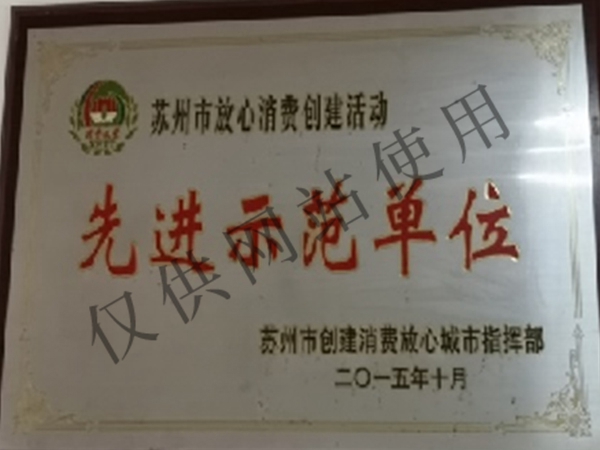 苏州市放心消费创建活动
先进示范单位
苏州市创建消费放心城市指挥部
二〇一五年十月
仅供网站使用